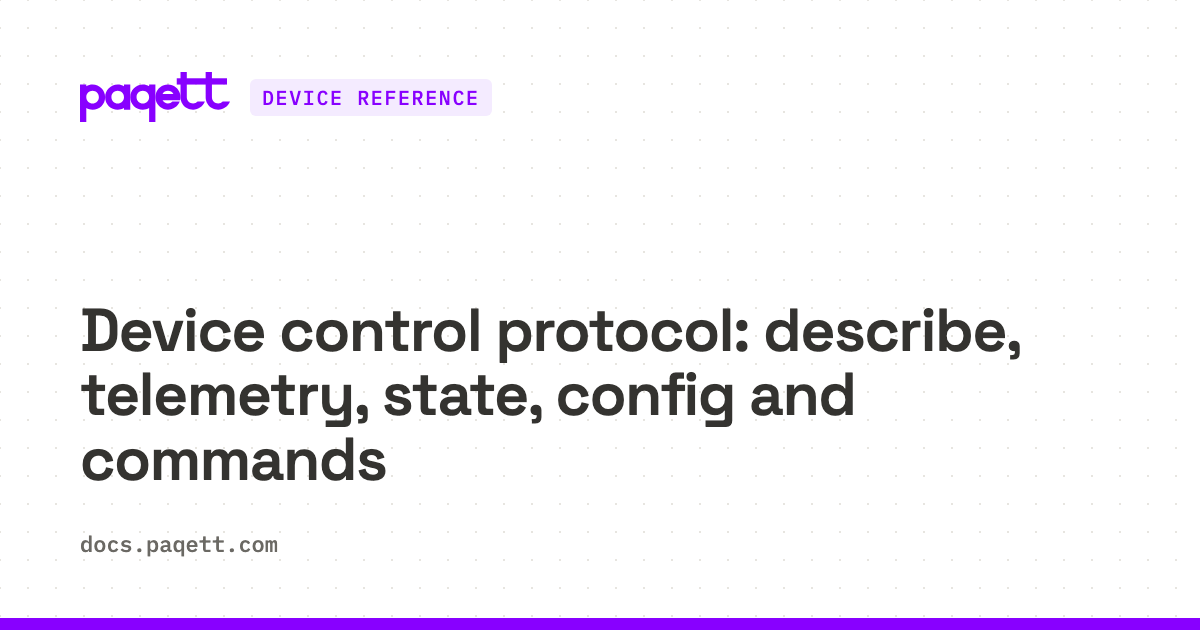 paqett
DEVICE REFERENCE
Device control protocol: describe,
telemetry, state, config and
commands
docs.paqett.com